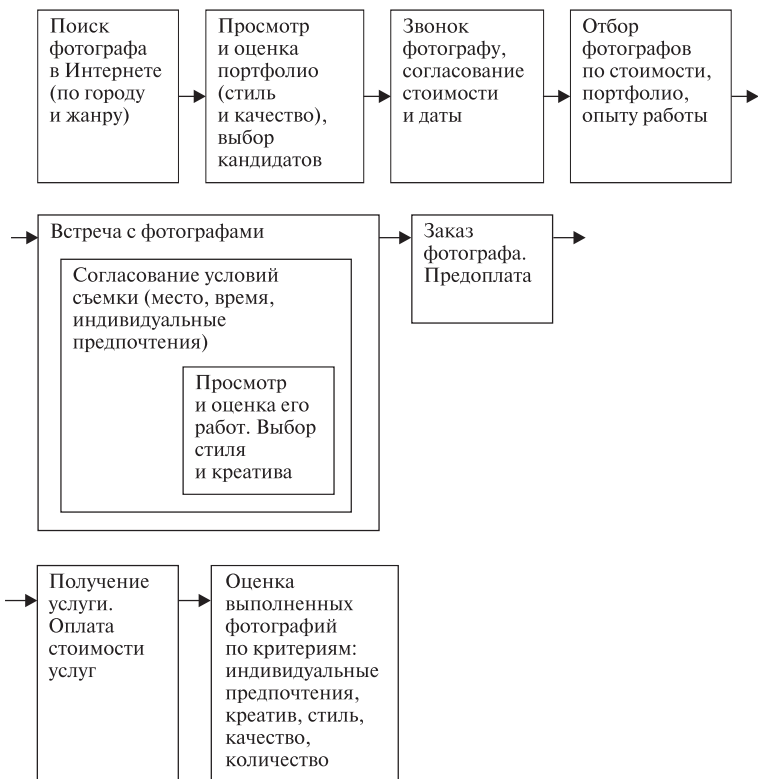 Поиск
фотографа
в Интернете
(по городу
и жанру)
Просмотр
и оценка
портфолио
(стиль
и качество),
выбор
кандидатов
Звонок
фотографу,
согласование
стоимости
и даты
Отбор
фотографов
по стоимости,
портфолио,
опыту работы
Встреча с фотографами
Согласование условий
съемки (место, время,
индивидуальные
предпочтения)
Просмотр
и оценка его
работ. Выбор
стиля
и креатива
Заказ
фотографа.
Предоплата
Получение
услуги.
Оплата
стоимости
услуг
Оценка
выполненных
фотографий
по критериям:
индивидуальные
предпочтения,
креатив, стиль,
качество,
количество